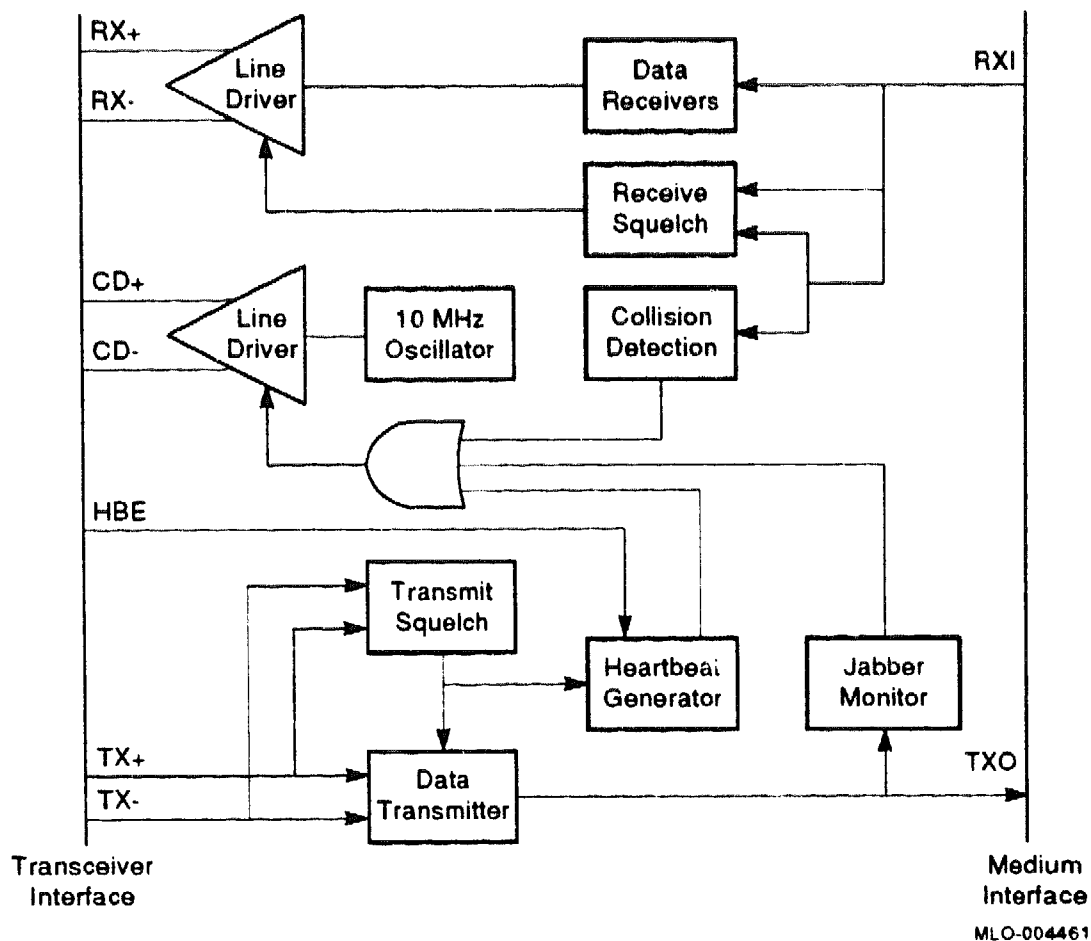 RX+
RX-
Line
Driver
Data
Receivers
RXI
Receive
Squelch
CD+
CD-
Line
Driver
10 MHz
Oscillator
Collision
Detection
HBE
Transmit
Squelch
Heartbeat
Generator
Jabber
Monitor
TX+
TX-
Data
Transmitter
TXO
Transceiver
Interface
Medium
Interface
MLO-004461